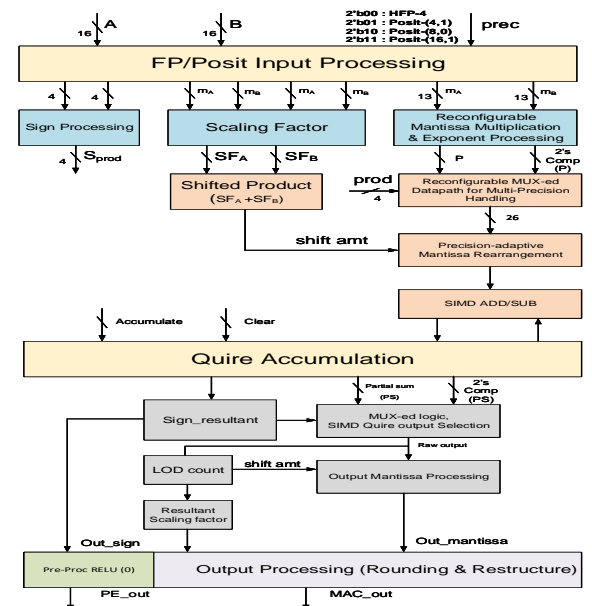 A
16
B
16
2'b00 : HFP-4
2'b01 : Posit-(4,1)
2'b10 : Posit-(8,0)
2'b11 : Posit-(16,1)
prec
FP/Posit Input Processing
4
4
mA
mB
mA
mB
13
mA
13
mB
Sign Processing
Scaling Factor
Reconfigurable
Mantissa Multiplication
& Exponent Processing
4
Sprod
SFA
SFB
P
2's
Comp
(P)
Shifted Product
(SFA +SFB)
prod
4
Reconfigurable MUX-ed
Datapath for Multi-Precision
Handling
26
shift amt
Precision-adaptive
Mantissa Rearrangement
SIMD ADD/SUB
Accumulate
Clear
Quire Accumulation
Partial sum
(PS)
2's
Comp
(PS)
Sign_resultant
MUX-ed logic,
SIMD Quire output Selection
Raw output
LOD count
shift amt
Output Mantissa Processing
Resultant
Scaling factor
Out_sign
Out_mantissa
Pre-Proc RELU (0)
Output Processing (Rounding & Restructure)
PE_out
MAC_out